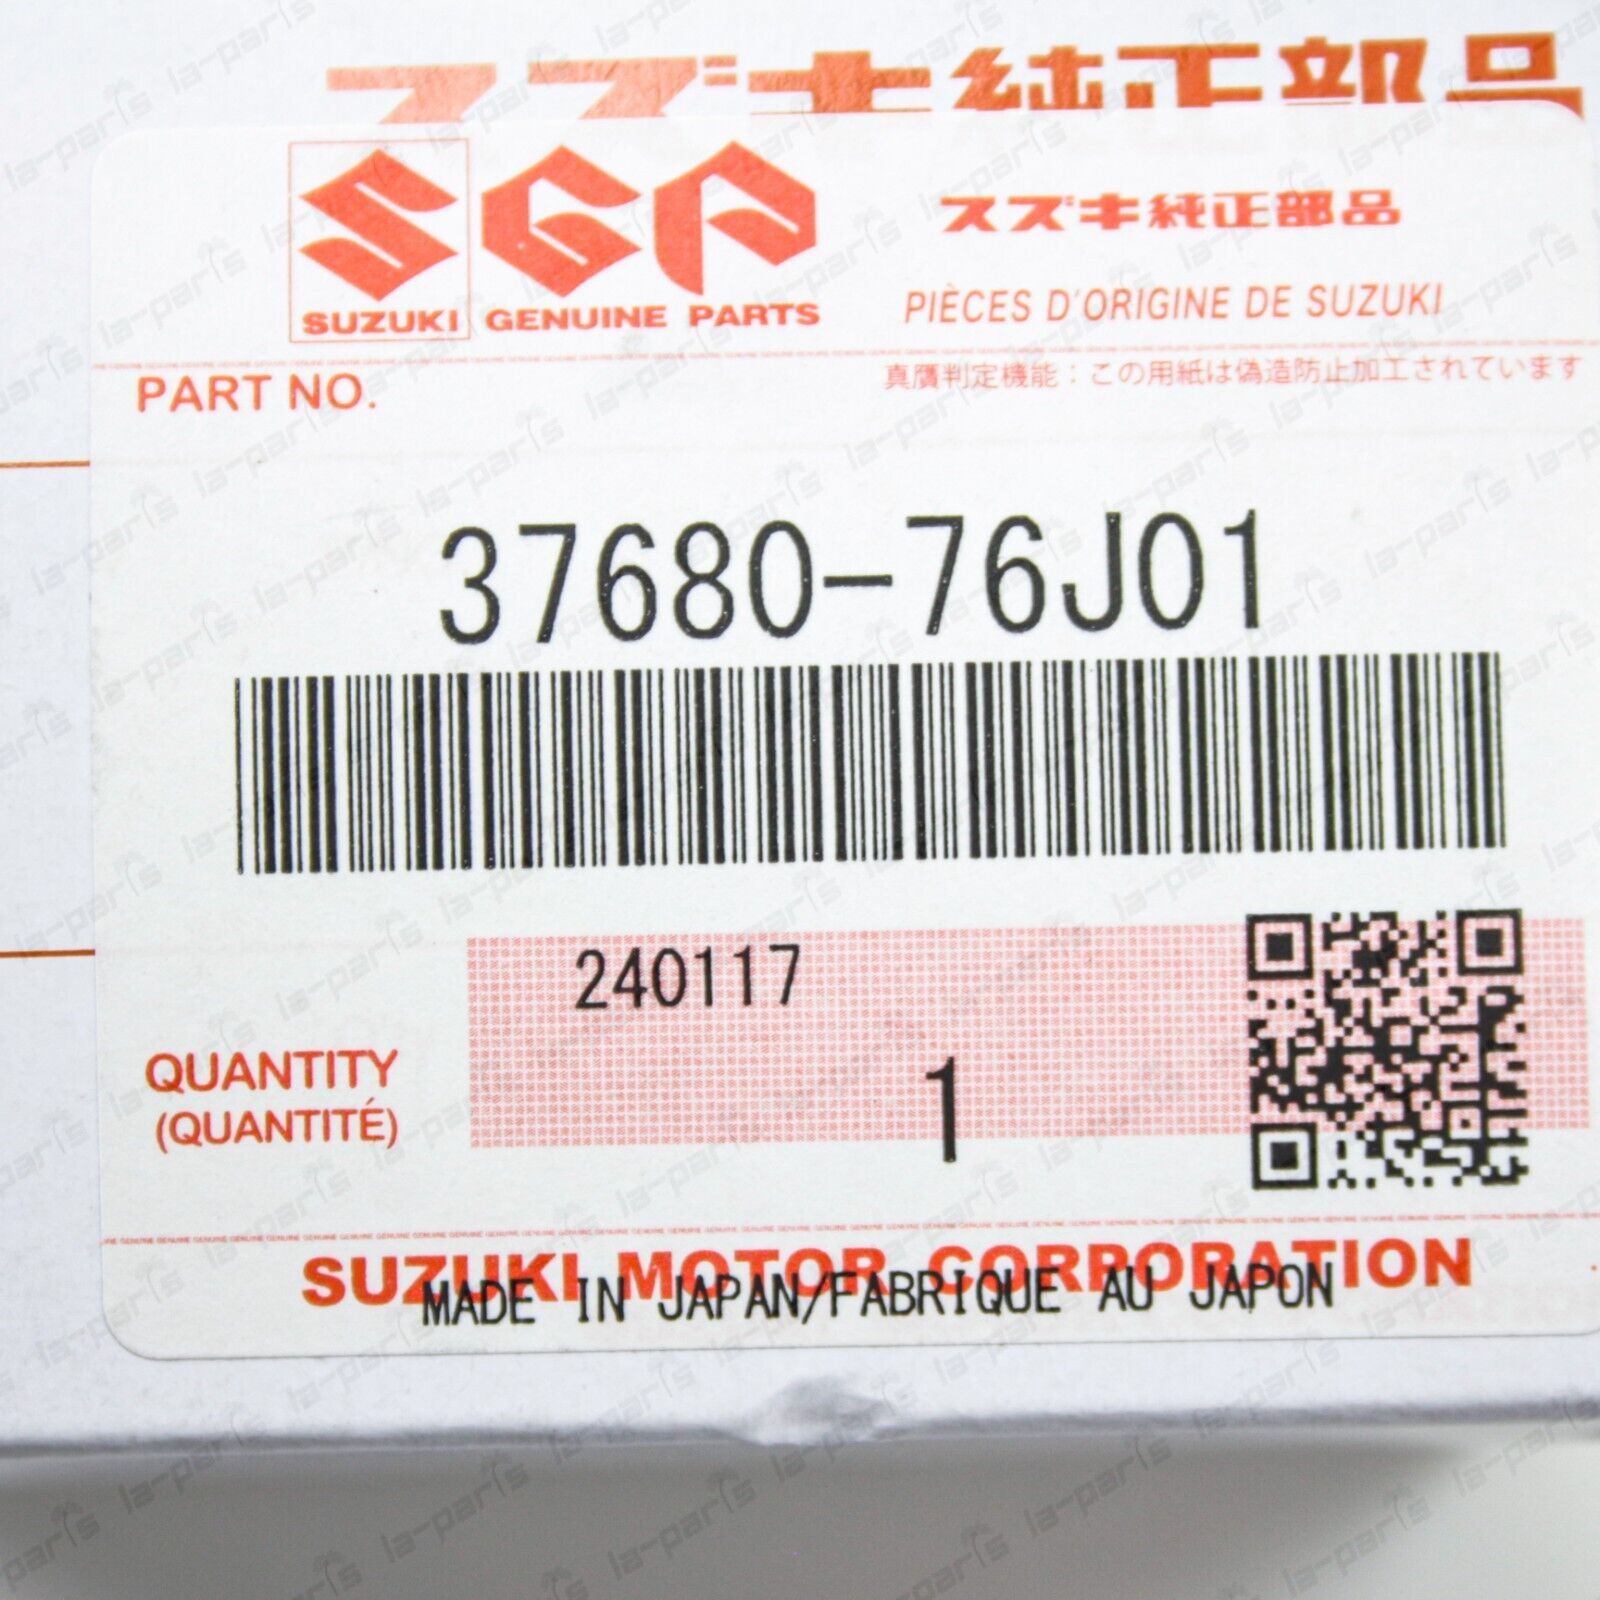 スズキ純正部品
SUZUKI GENUINE PARTS
スズキ純正部品
PIÈCES D'ORIGINE DE SUZUKI
PART NO.
真贋判定機能：この用紙は偽造防止加工されています
37680-76J01
240117
QUANTITY
(QUANTITÉ)
1
SUZUKI MOTOR CORPORATION
MADE IN JAPAN/FABRIQUE AU JAPON
la-parts